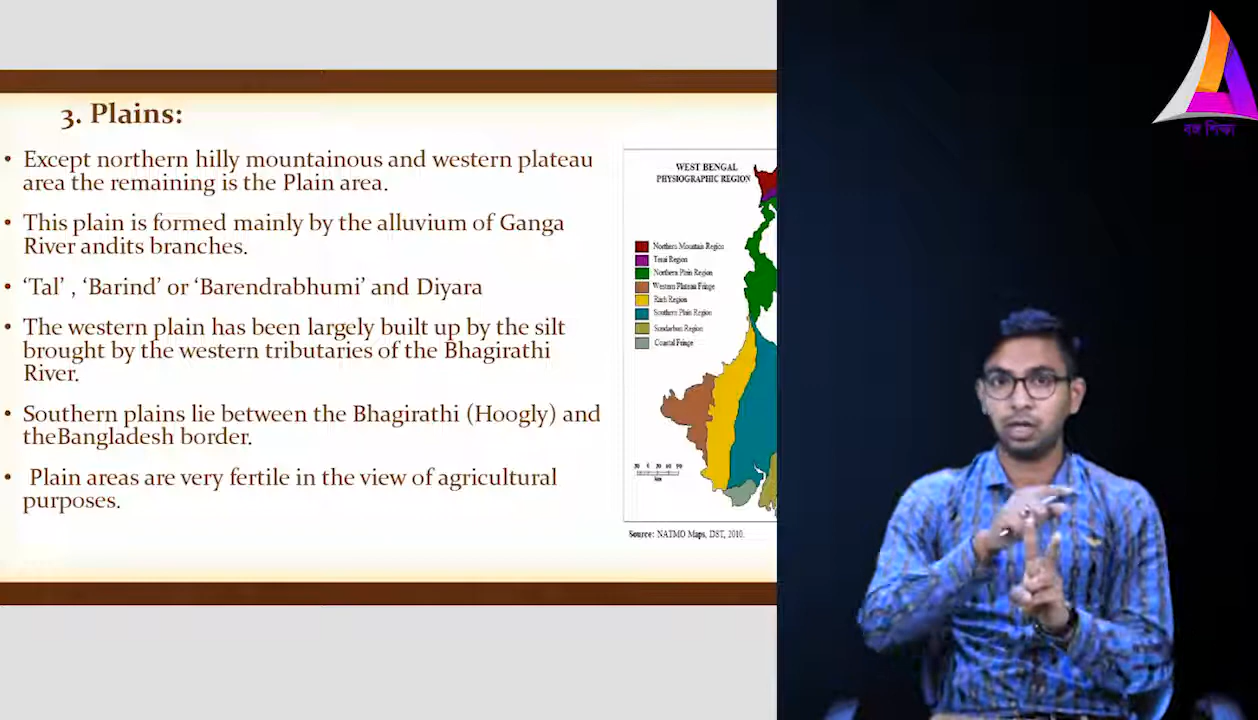 3. Plains:
• Except northern hilly mountainous and western plateau
area the remaining is the Plain area.
• This plain is formed mainly by the alluvium of Ganga
River andits branches.
• ‘Tal’ , ‘Barind’ or ‘Barendrabhumi’ and Diyara
• The western plain has been largely built up by the silt
brought by the western tributaries of the Bhagirathi
River.
• Southern plains lie between the Bhagirathi (Hoogly) and
theBangladesh border.
• Plain areas are very fertile in the view of agricultural
purposes.
WEST BENGAL
PHYSIOGRAPHIC REGION
Northern Mountain Region
Terai Region
Northern Plain Region
Western Plateau Fringe
Rarh Region
Southern Plain Region
Sundarban Region
Coastal Fringe
km
Source: NATMO Maps, DST, 2010.
বঙ্গ শিক্ষা